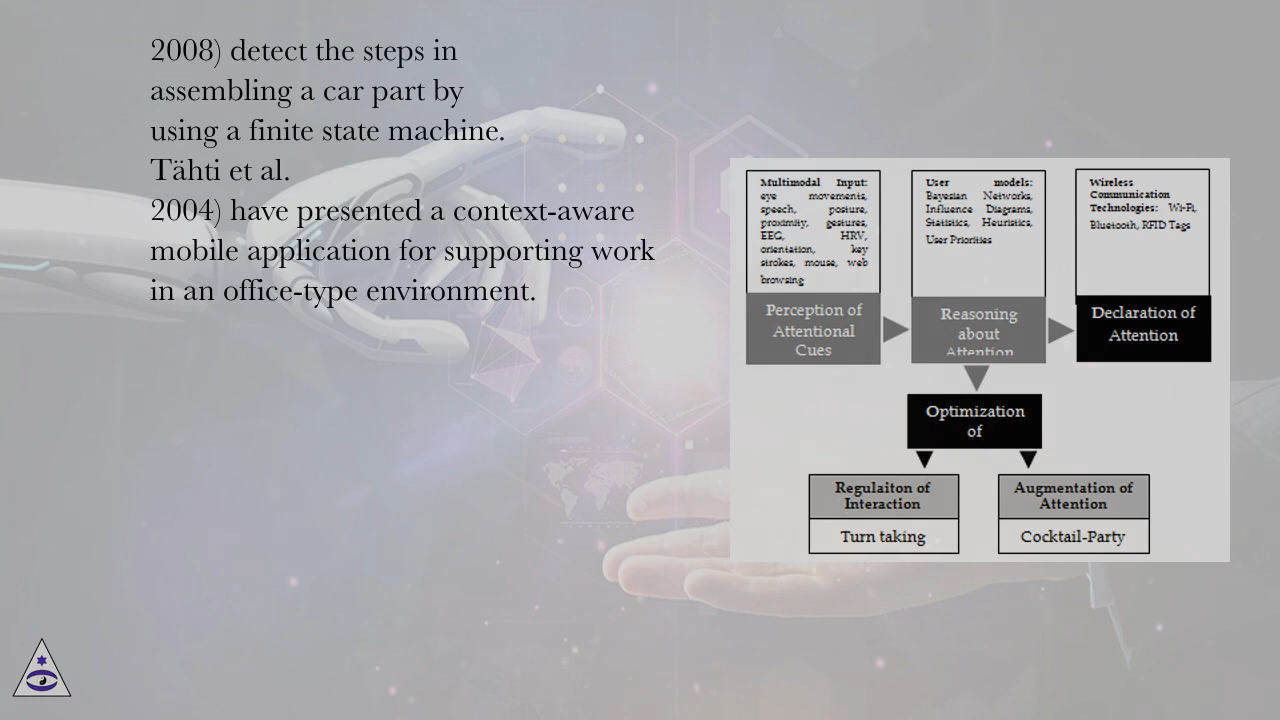 2008) detect the steps in
assembling a car part by
using a finite state machine.
Tähti et al.
2004) have presented a context-aware
mobile application for supporting work
in an office-type environment.
Multimodal Input:
eye movements,
speech, posture,
proximity, gestures,
EEG, HRV,
orientation, key
strokes, mouse, web
browsing
Perception of
Attentional
Cues
User models:
Bayesian Networks,
Influence Diagrams,
Statistics, Heuristics,
User Priorities
Reasoning
about
Attention
Wireless
Communication
Technologies: Wi-Fi,
Bluetooth, RFID Tags
Declaration of
Attention
Optimization
of
Regulaiton of
Interaction
Turn taking
Augmentation of
Attention
Cocktail-Party